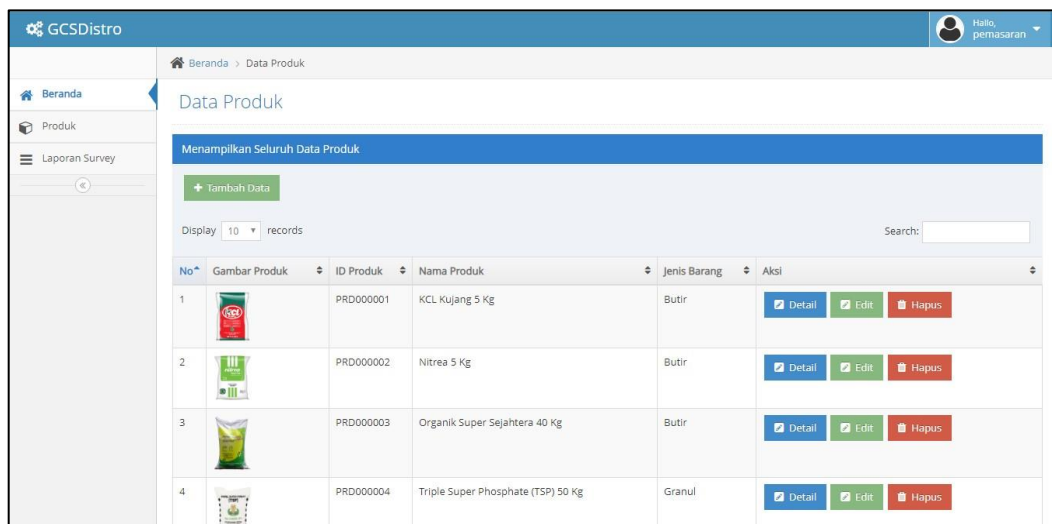 GCSDistro
Hallo,
pemasaran
Beranda > Data Produk
Beranda
Produk
Laporan Survey
Data Produk
Menampilkan Seluruh Data Produk
+ Tambah Data
Display 10 records
Search:
No Gambar Produk ID Produk Nama Produk Jenis Barang Aksi
1 PRD000001 KCL Kujang 5 Kg Butir Detail Edit Hapus
2 PRD000002 Nitrea 5 Kg Butir Detail Edit Hapus
3 PRD000003 Organik Super Sejahtera 40 Kg Butir Detail Edit Hapus
4 PRD000004 Triple Super Phosphate (TSP) 50 Kg Granul Detail Edit Hapus